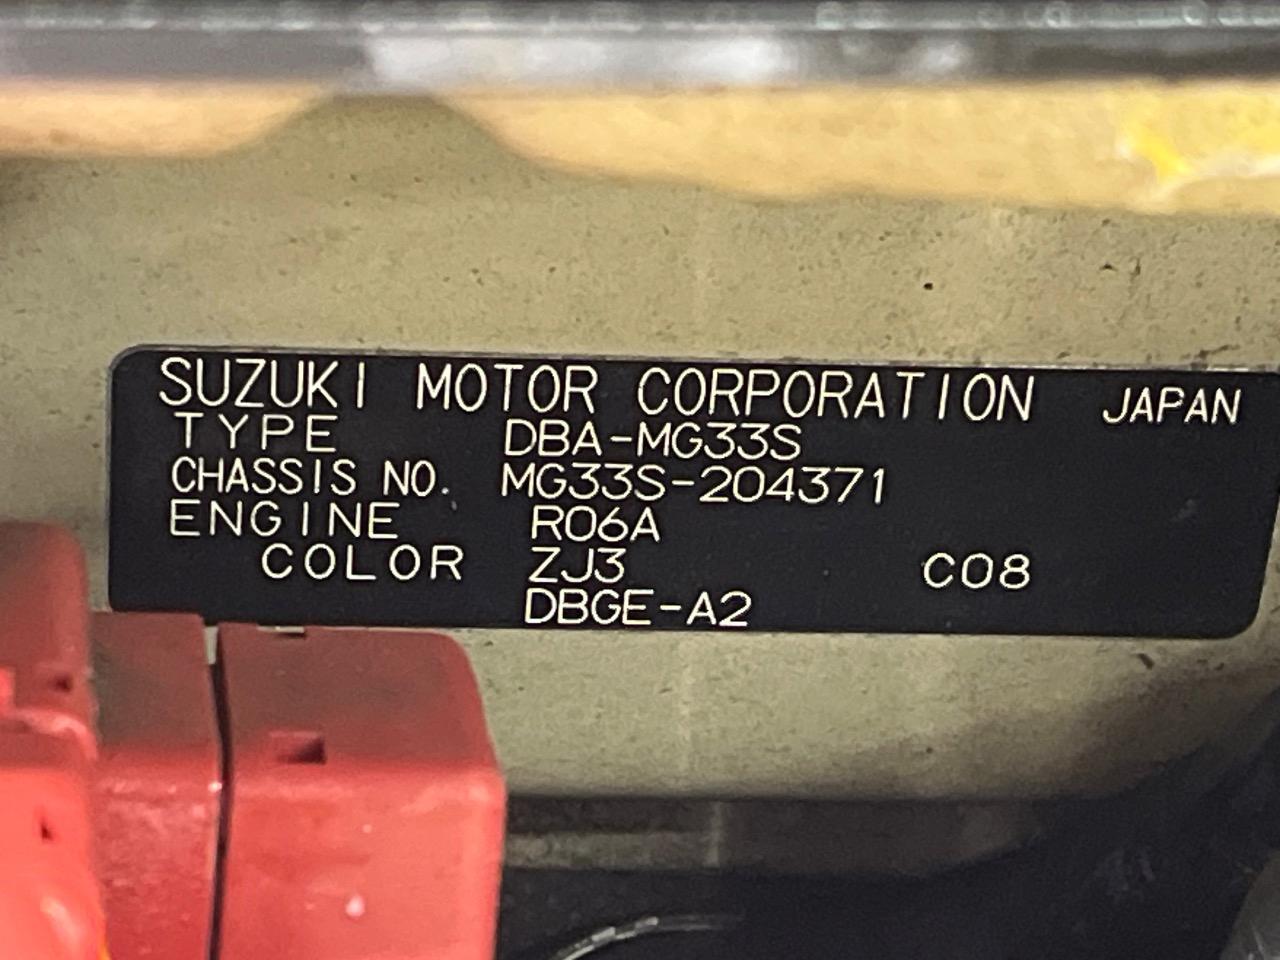 SUZUKI MOTOR CORPORATION JAPAN
TYPE DBA-MG33S
CHASSIS NO. MG33S-204371
ENGINE R06A
COLOR ZJ3 C08
DBGE-A2